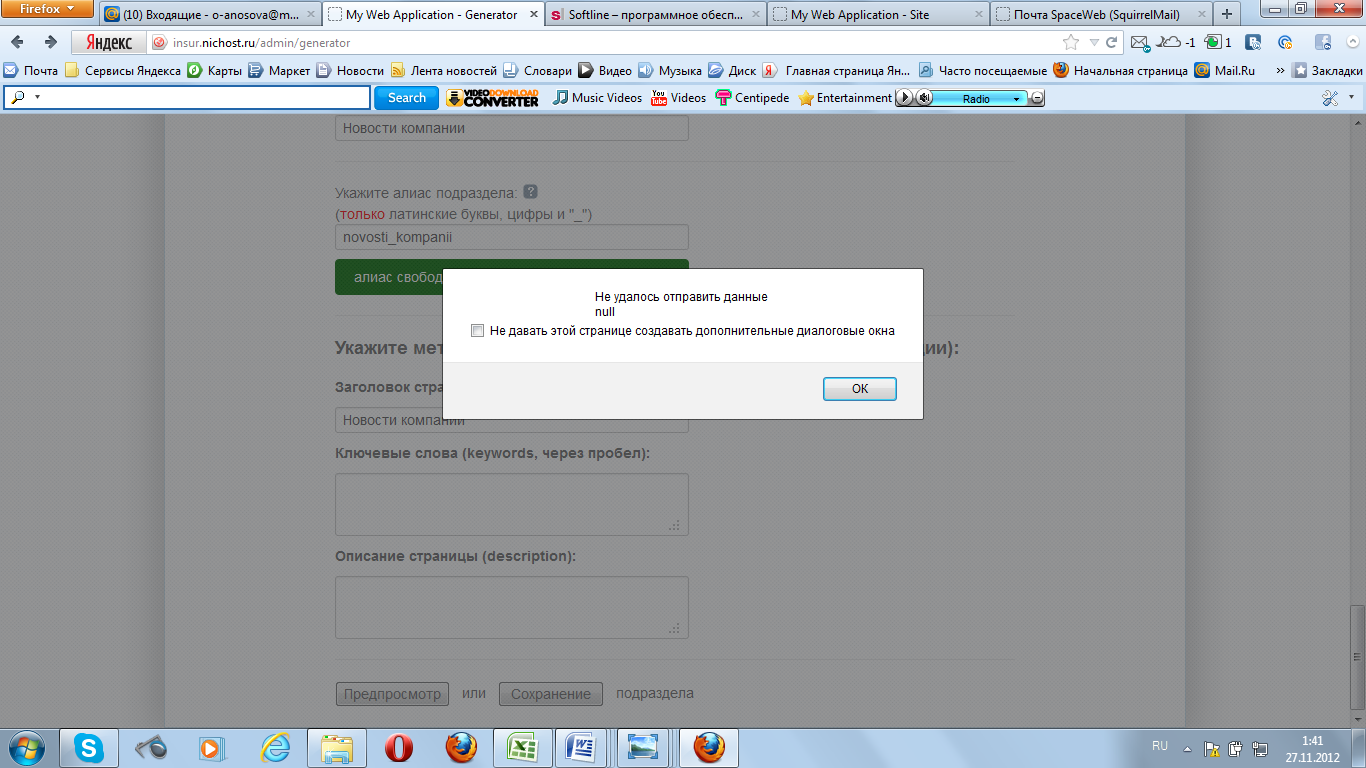 Firefox
(10) Входящие - o-anosova@m...
My Web Application - Generator
Softline – программное обесп...
My Web Application - Site
Почта SpaceWeb (SquirrelMail)
Яндекс
insur.nichost.ru/admin/generator
-1
1
Почта
Сервисы Яндекса
Карты
Маркет
Новости
Лента новостей
Словари
Видео
Музыка
Диск
Главная страница Ян...
Часто посещаемые
Начальная страница
Mail.Ru
»
Закладки
Search
VIDEO DOWNLOAD
CONVERTER
Music Videos
You Tube
Videos
Centipede
Entertainment
Radio
Новости компании
Укажите алиас подраздела: ?
(только латинские буквы, цифры и "_")
novosti_kompanii
алиас свобод
Не удалось отправить данные
null
Не давать этой странице создавать дополнительные диалоговые окна
OK
Укажите мет
ии):
Заголовок стра
Новости компании
Ключевые слова (keywords, через пробел):
Описание страницы (description):
Предпросмотр или Сохранение подраздела
RU
1:41
27.11.2012